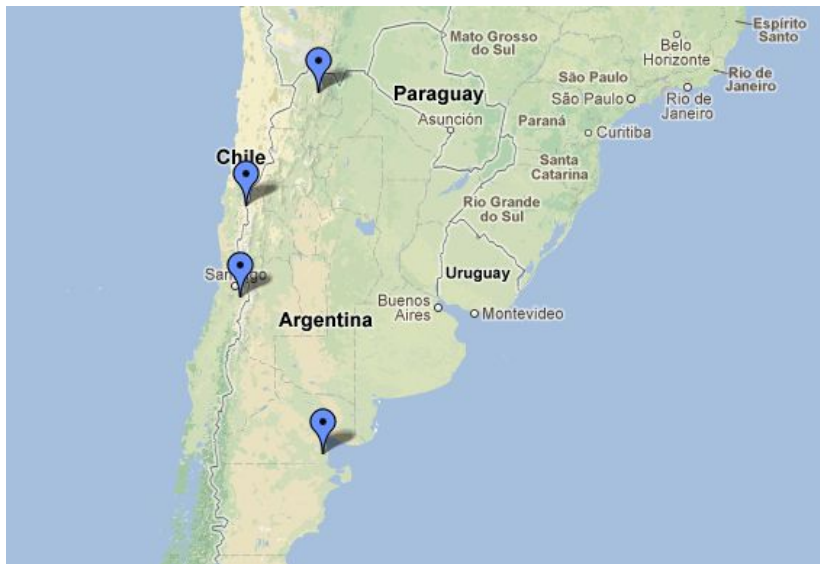 Espírito
Santo
Mato Grosso
do Sul
Belo
Horizonte
São Paulo
Rio de
Janeiro
Paraguay
São Paulo
Rio de
Janeiro
Asunción
Paraná
Curitiba
Chile
Santa
Catarina
Rio Grande
do Sul
Uruguay
Buenos
Aires
Montevideo
Argentina